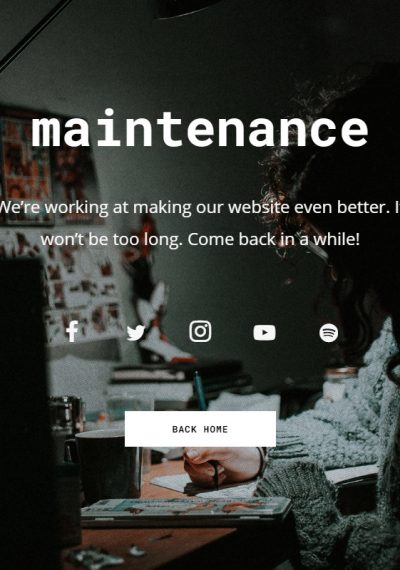 maintenance
We're working at making our website even better. I
won't be too long. Come back in a while!
BACK HOME